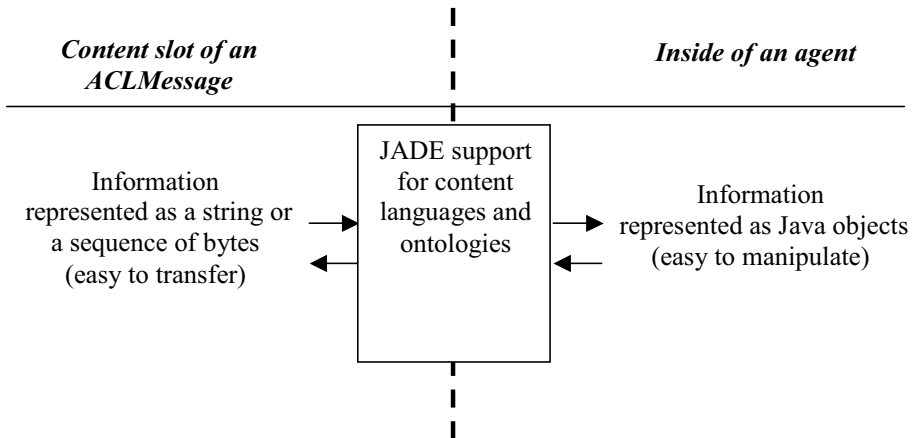 Content slot of an
ACLMessage
Inside of an agent
Information
represented as a string or
a sequence of bytes
(easy to transfer)
JADE support
for content
languages and
ontologies
Information
represented as Java objects
(easy to manipulate)